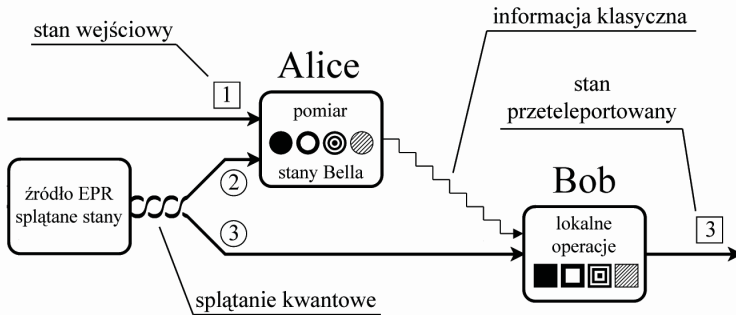 stan wejściowy
informacja klasyczna
Alice
stan
przeteleportowany
1
pomiar
stany Bella
źródło EPR
splątane stany
2
3
Bob
lokalne
operacje
3
splątanie kwantowe